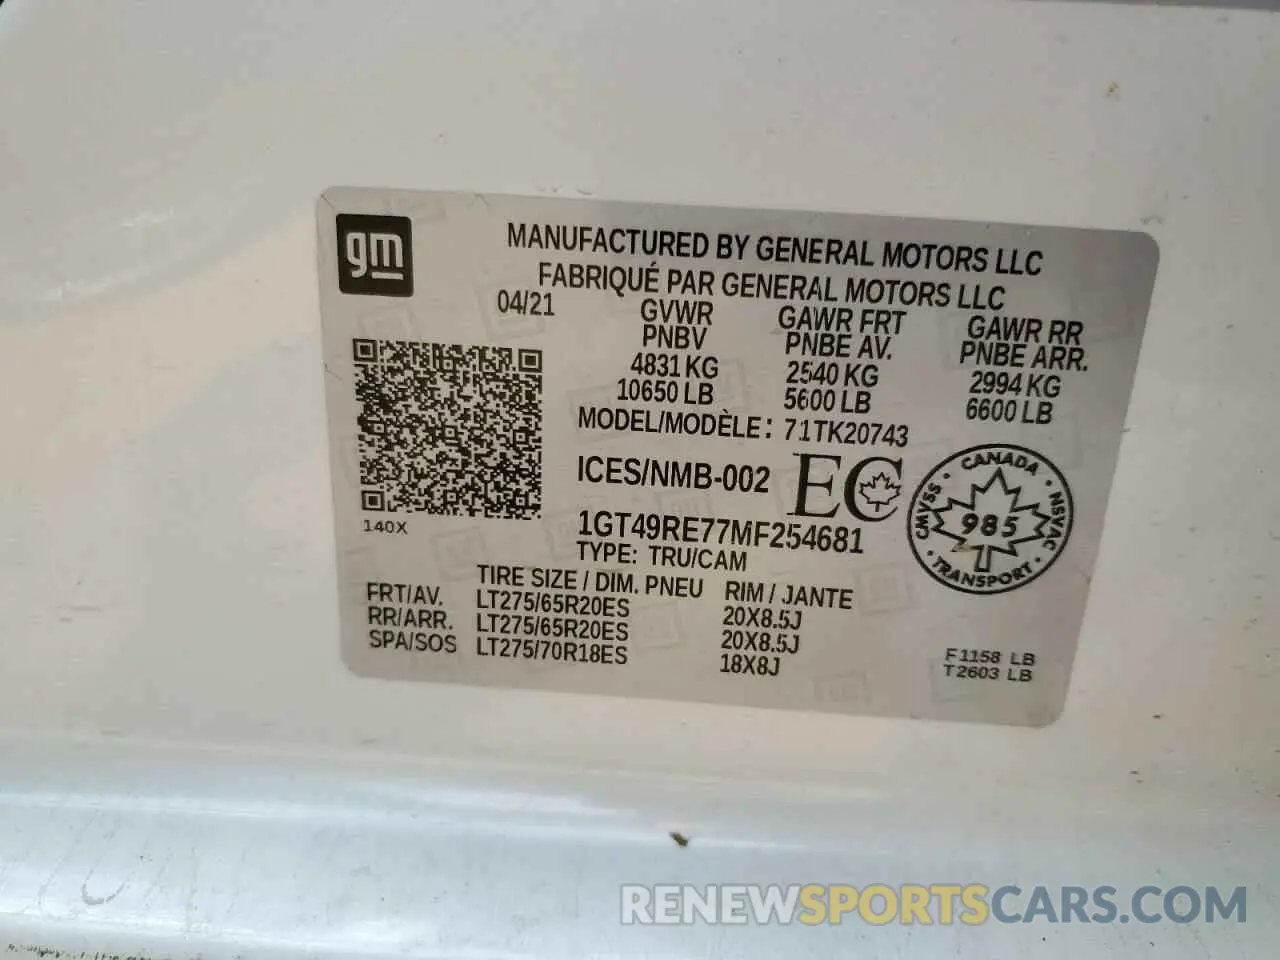 gm
MANUFACTURED BY GENERAL MOTORS LLC
FABRIQUÉ PAR GENERAL MOTORS LLC
04/21 GVWR GAWR FRT GAWR RR
PNBV PNBE AV. PNBE ARR.
4831 KG 2540 KG 2994 KG
10650 LB 5600 LB 6600 LB
MODEL/MODÈLE: 71TK20743
ICES/NMB-002 EC
CANADA
CMVSS 985 NSVAC
TRANSPORT
140X
1GT49RE77MF254681
TYPE: TRU/CAM
TIRE SIZE / DIM. PNEU RIM / JANTE
FRT/AV. LT275/65R20ES 20X8.5J
RR/ARR. LT275/65R20ES 20X8.5J
SPA/SOS LT275/70R18ES 18X8J
F1158 LB
T2603 LB
RENEWSPORTSCARS.COM